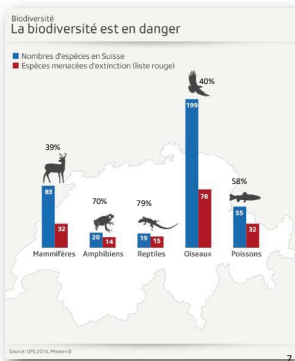 Biodiversité
La biodiversité est en danger
Nombres d'espèces en Suisse
Espèces menacées d'extinction (liste rouge)
40%
199
39%
70%
79%
58%
83
78
32
20
14
19
15
55
32
Mammifères Amphibiens Reptiles Oiseaux Poissons
Source: OFS 2016, Mission B
7